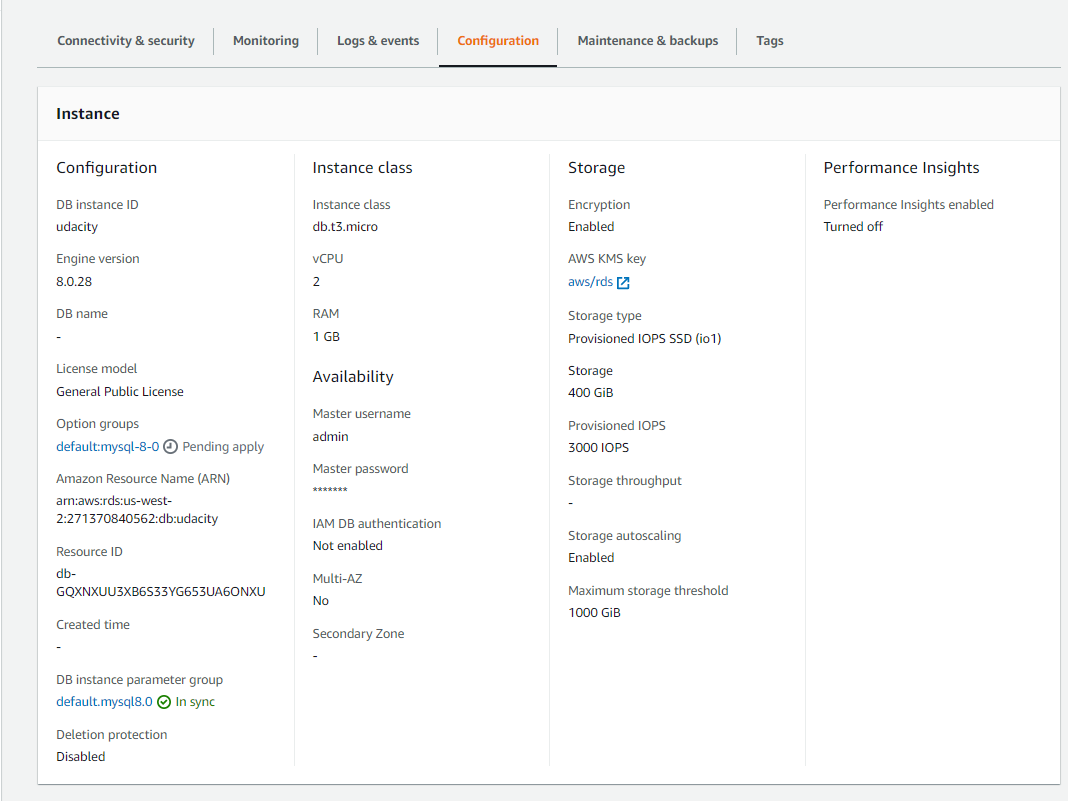 Connectivity & security
Monitoring
Logs & events
Configuration
Maintenance & backups
Tags
Instance
Configuration
DB instance ID
udacity
Engine version
8.0.28
DB name
-
License model
General Public License
Option groups
default:mysql-8-0 Pending apply
Amazon Resource Name (ARN)
arn:aws:rds:us-west-
2:271370840562:db:udacity
Resource ID
db-
GQXNXUU3XB6S33YG653UA6ONXU
Created time
-
DB instance parameter group
default.mysql8.0 In sync
Deletion protection
Disabled
Instance class
Instance class
db.t3.micro
vCPU
2
RAM
1 GB
Availability
Master username
admin
Master password
*******
IAM DB authentication
Not enabled
Multi-AZ
No
Secondary Zone
-
Storage
Encryption
Enabled
AWS KMS key
aws/rds
Storage type
Provisioned IOPS SSD (io1)
Storage
400 GiB
Provisioned IOPS
3000 IOPS
Storage throughput
-
Storage autoscaling
Enabled
Maximum storage threshold
1000 GiB
Performance Insights
Performance Insights enabled
Turned off